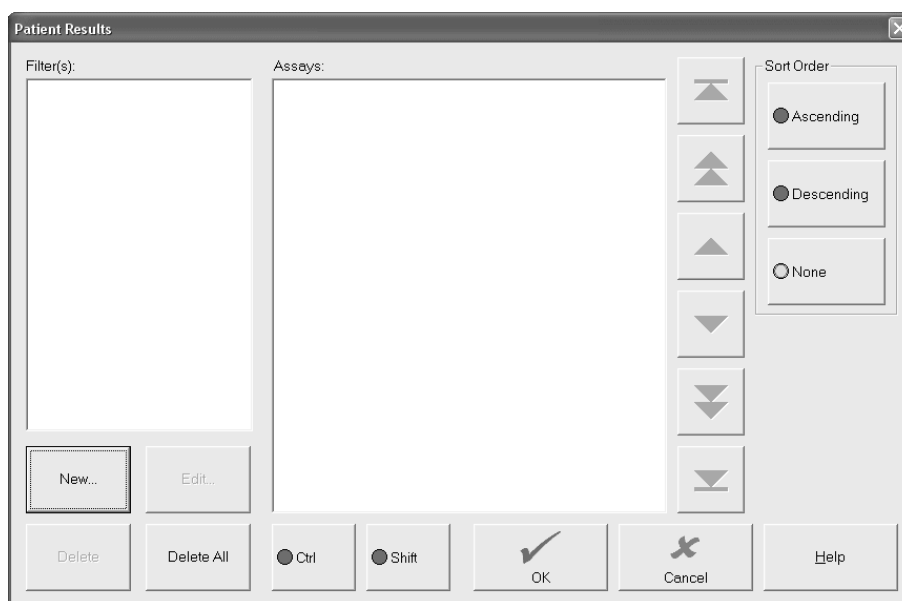 Patient Results
Filter(s):
Assays:
Sort Order
Ascending
Descending
None
New...
Edit...
Delete
Delete All
Ctrl
Shift
OK
Cancel
Help